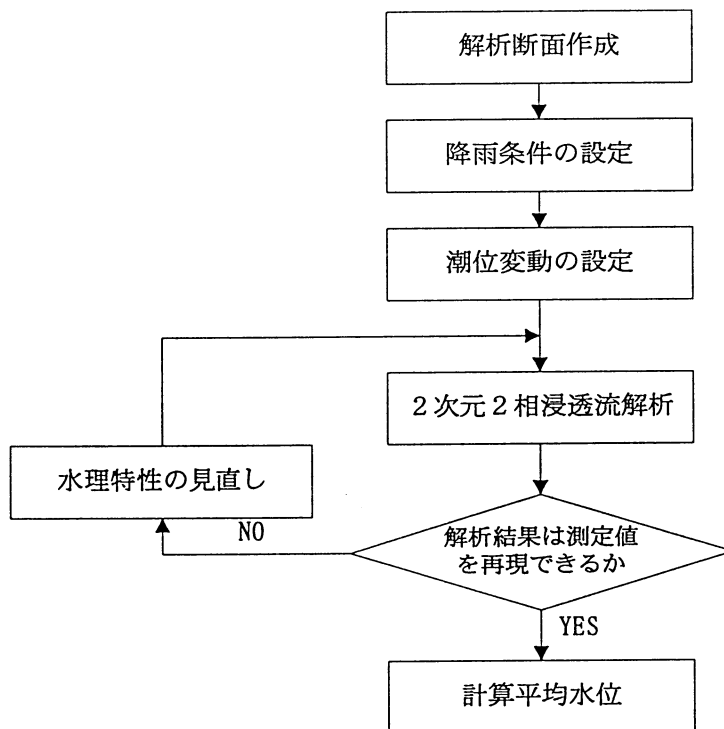 解析断面作成
降雨条件の設定
潮位変動の設定
２次元２相浸透流解析
水理特性の見直し
NO
解析結果は測定値
を再現できるか
YES
計算平均水位